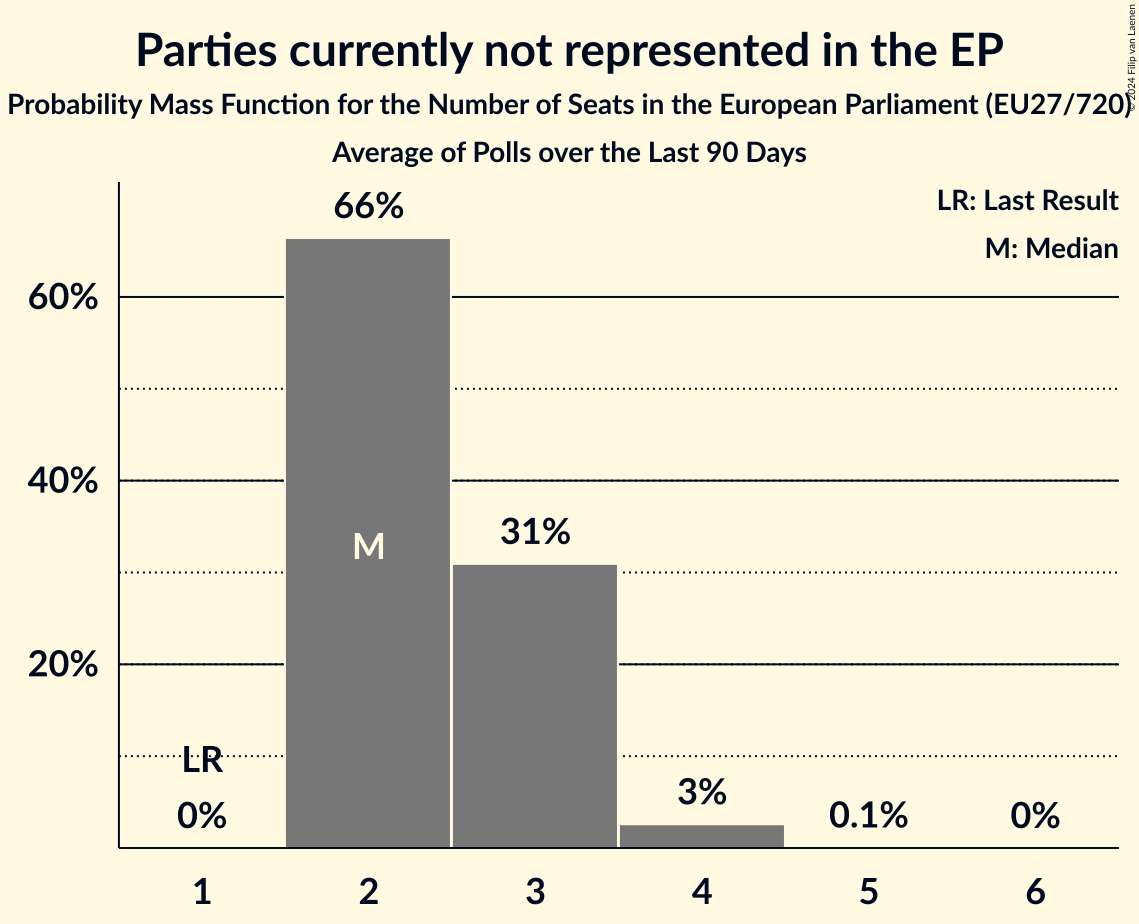 Parties currently not represented in the EP
Probability Mass Function for the Number of Seats in the European Parliament (EU27/720)
Average of Polls over the Last 90 Days
© 2024 Filip van Laenen
LR: Last Result
M: Median
66%
60%
40%
31%
M
20%
LR
0%
3%
0.1%
0%
1 2 3 4 5 6